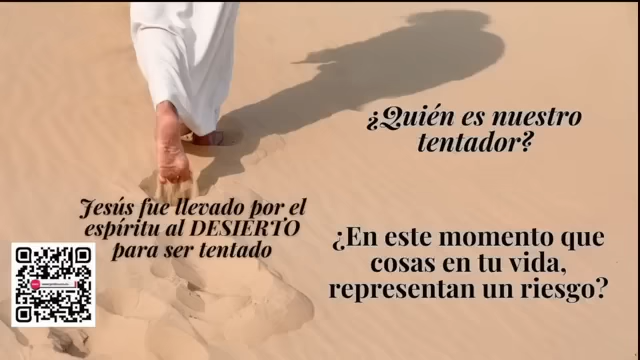 ¿Quién es nuestro
tentador?
Jesús fue llevado por el
espíritu al DESIERTO
para ser tentado
¿En este momento que
cosas en tu vida,
representan un riesgo?